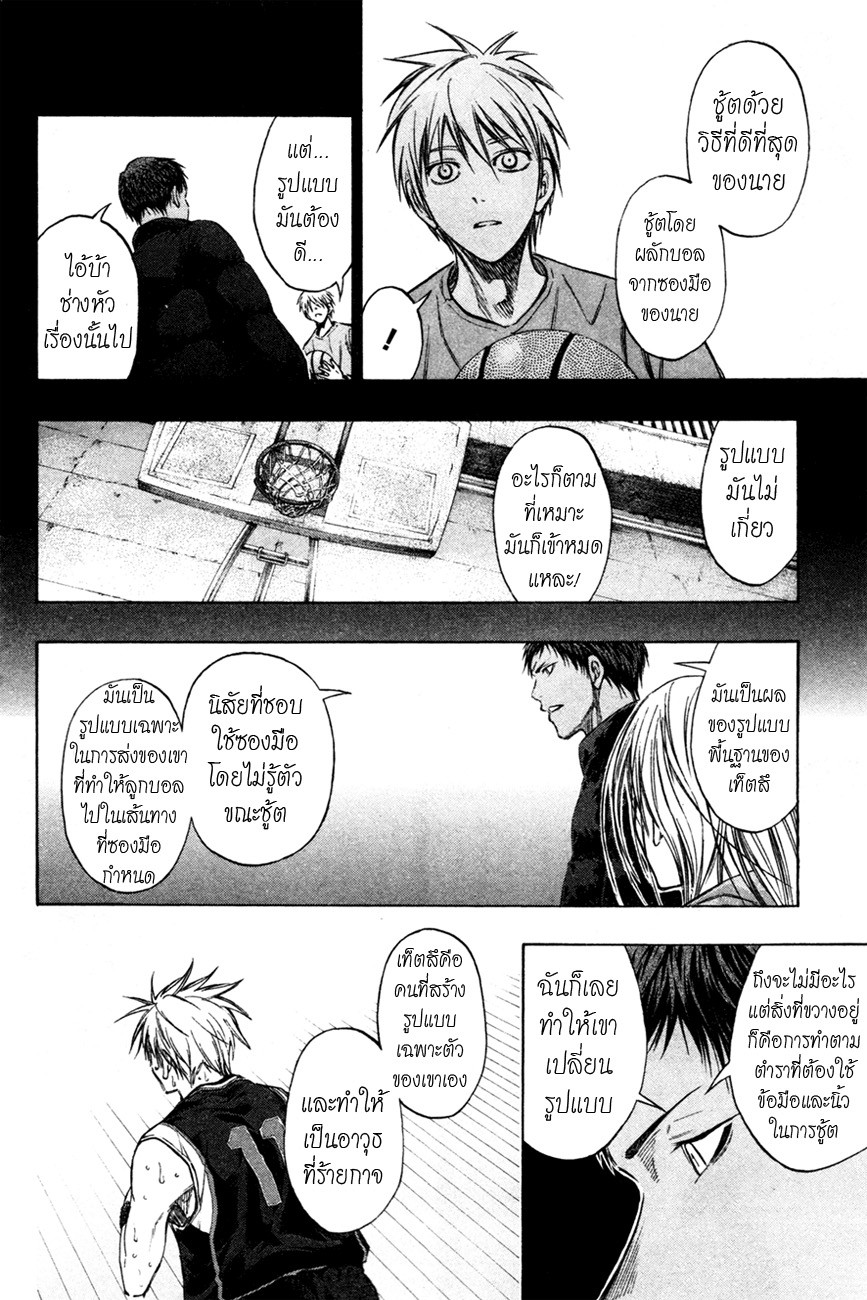 ชู้ตด้วย
วิธีที่ดีที่สุด
ของนาย
ชู้ตโดย
ผลักบอล
จากซองมือ
ของนาย
!
แต่...
รูปแบบ
มันต้อง
ดี...
ไอ้บ้า
ช่างหัว
เรื่องนั้นไป
รูปแบบ
มันไม่
เกี่ยว
อะไรก็ตาม
ที่เหมาะ
มันก็เข้าหมด
แหละ!
มันเป็นผล
ของรูปแบบ
พื้นฐานของ
เท็ตสึ
นิสัยที่ชอบ
ใช้ซองมือ
โดยไม่รู้ตัว
ขณะชู้ต
มันเป็น
รูปแบบเฉพาะ
ในการส่งของเขา
ที่ทำให้ลูกบอล
ไปในเส้นทาง
ที่ซองมือ
กำหนด
ถึงจะไม่มีอะไร
แต่สิ่งที่ขวางอยู่
ก็คือการทำตาม
ตำราที่ต้องใช้
ข้อมือและนิ้ว
ในการชู้ต
ฉันก็เลย
ทำให้เขา
เปลี่ยน
รูปแบบ
เท็ตสึคือ
คนที่สร้าง
รูปแบบ
เฉพาะตัว
ของเขาเอง
และทำให้
เป็นอาวุธ
ที่ร้ายกาจ
11